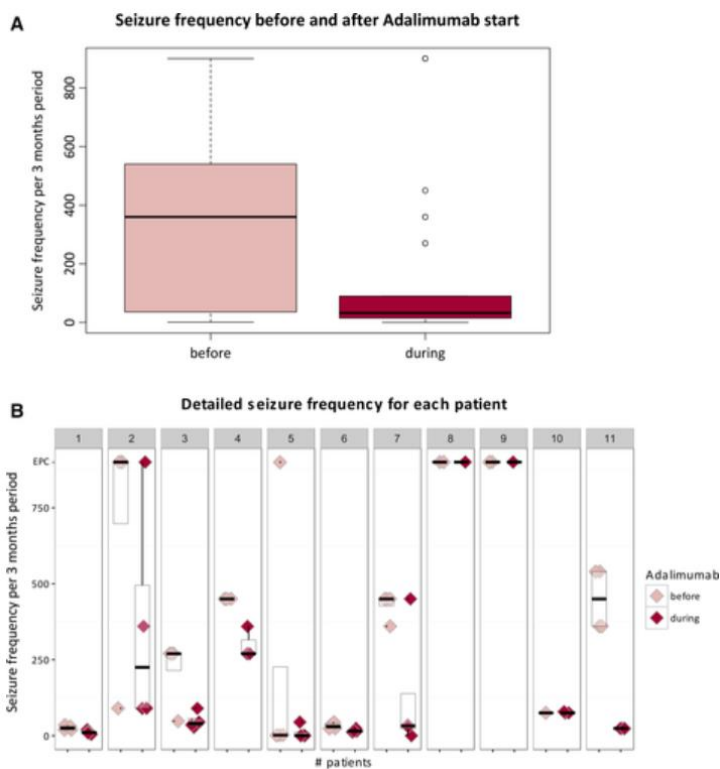 A
Seizure frequency before and after Adalimumab start
Seizure frequency per 3 months period
800
600
400
200
0
before
during
B
Detailed seizure frequency for each patient
1 2 3 4 5 6 7 8 9 10 11
Seizure frequency per 3 months period
EPC
750
500
250
0
# patients
Adalimumab
before
during